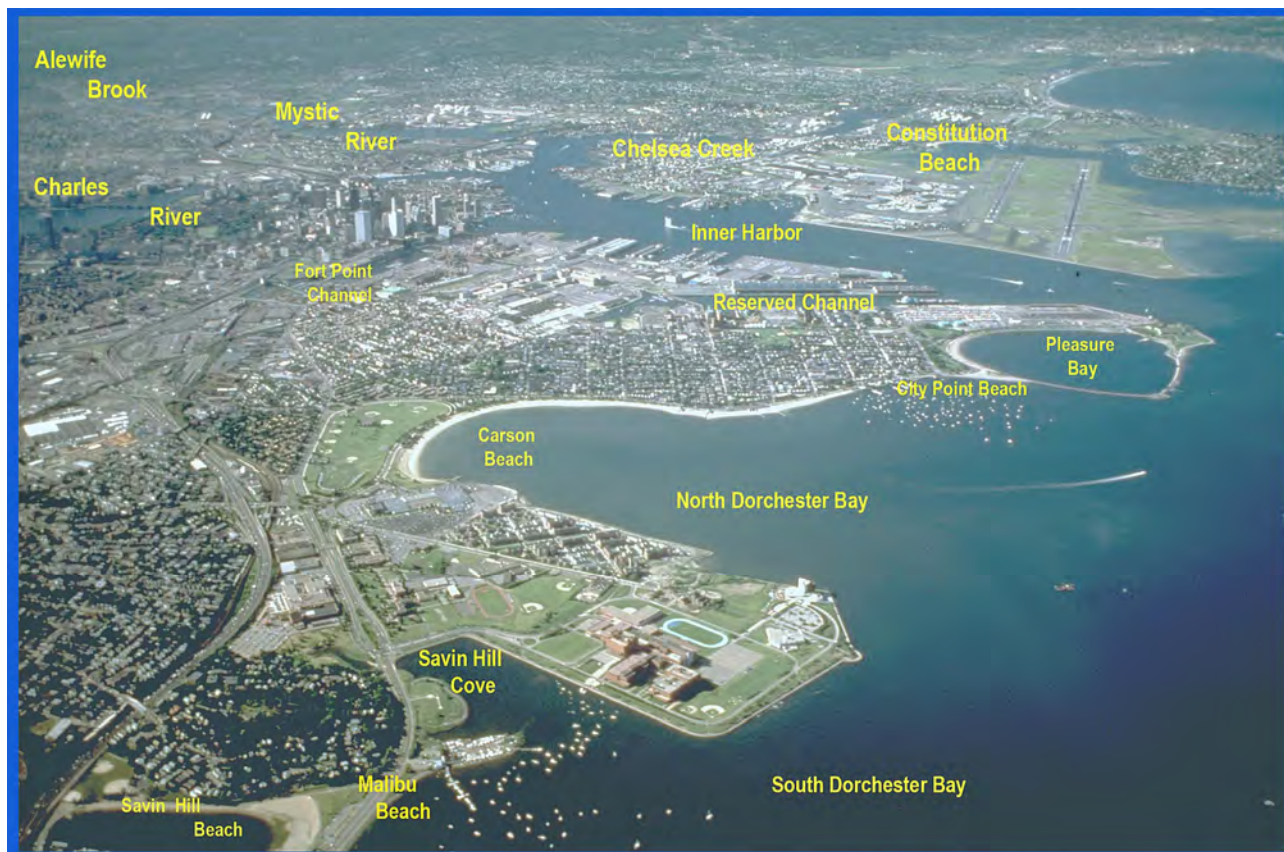 Alewife
Brook
Mystic
River
Chelsea Creek
Constitution
Beach
Charles
River
Inner Harbor
Fort Point
Channel
Reserved Channel
Pleasure
Bay
City Point Beach
Carson
Beach
North Dorchester Bay
Savin Hill
Cove
Malibu
Beach
South Dorchester Bay
Savin Hill
Beach